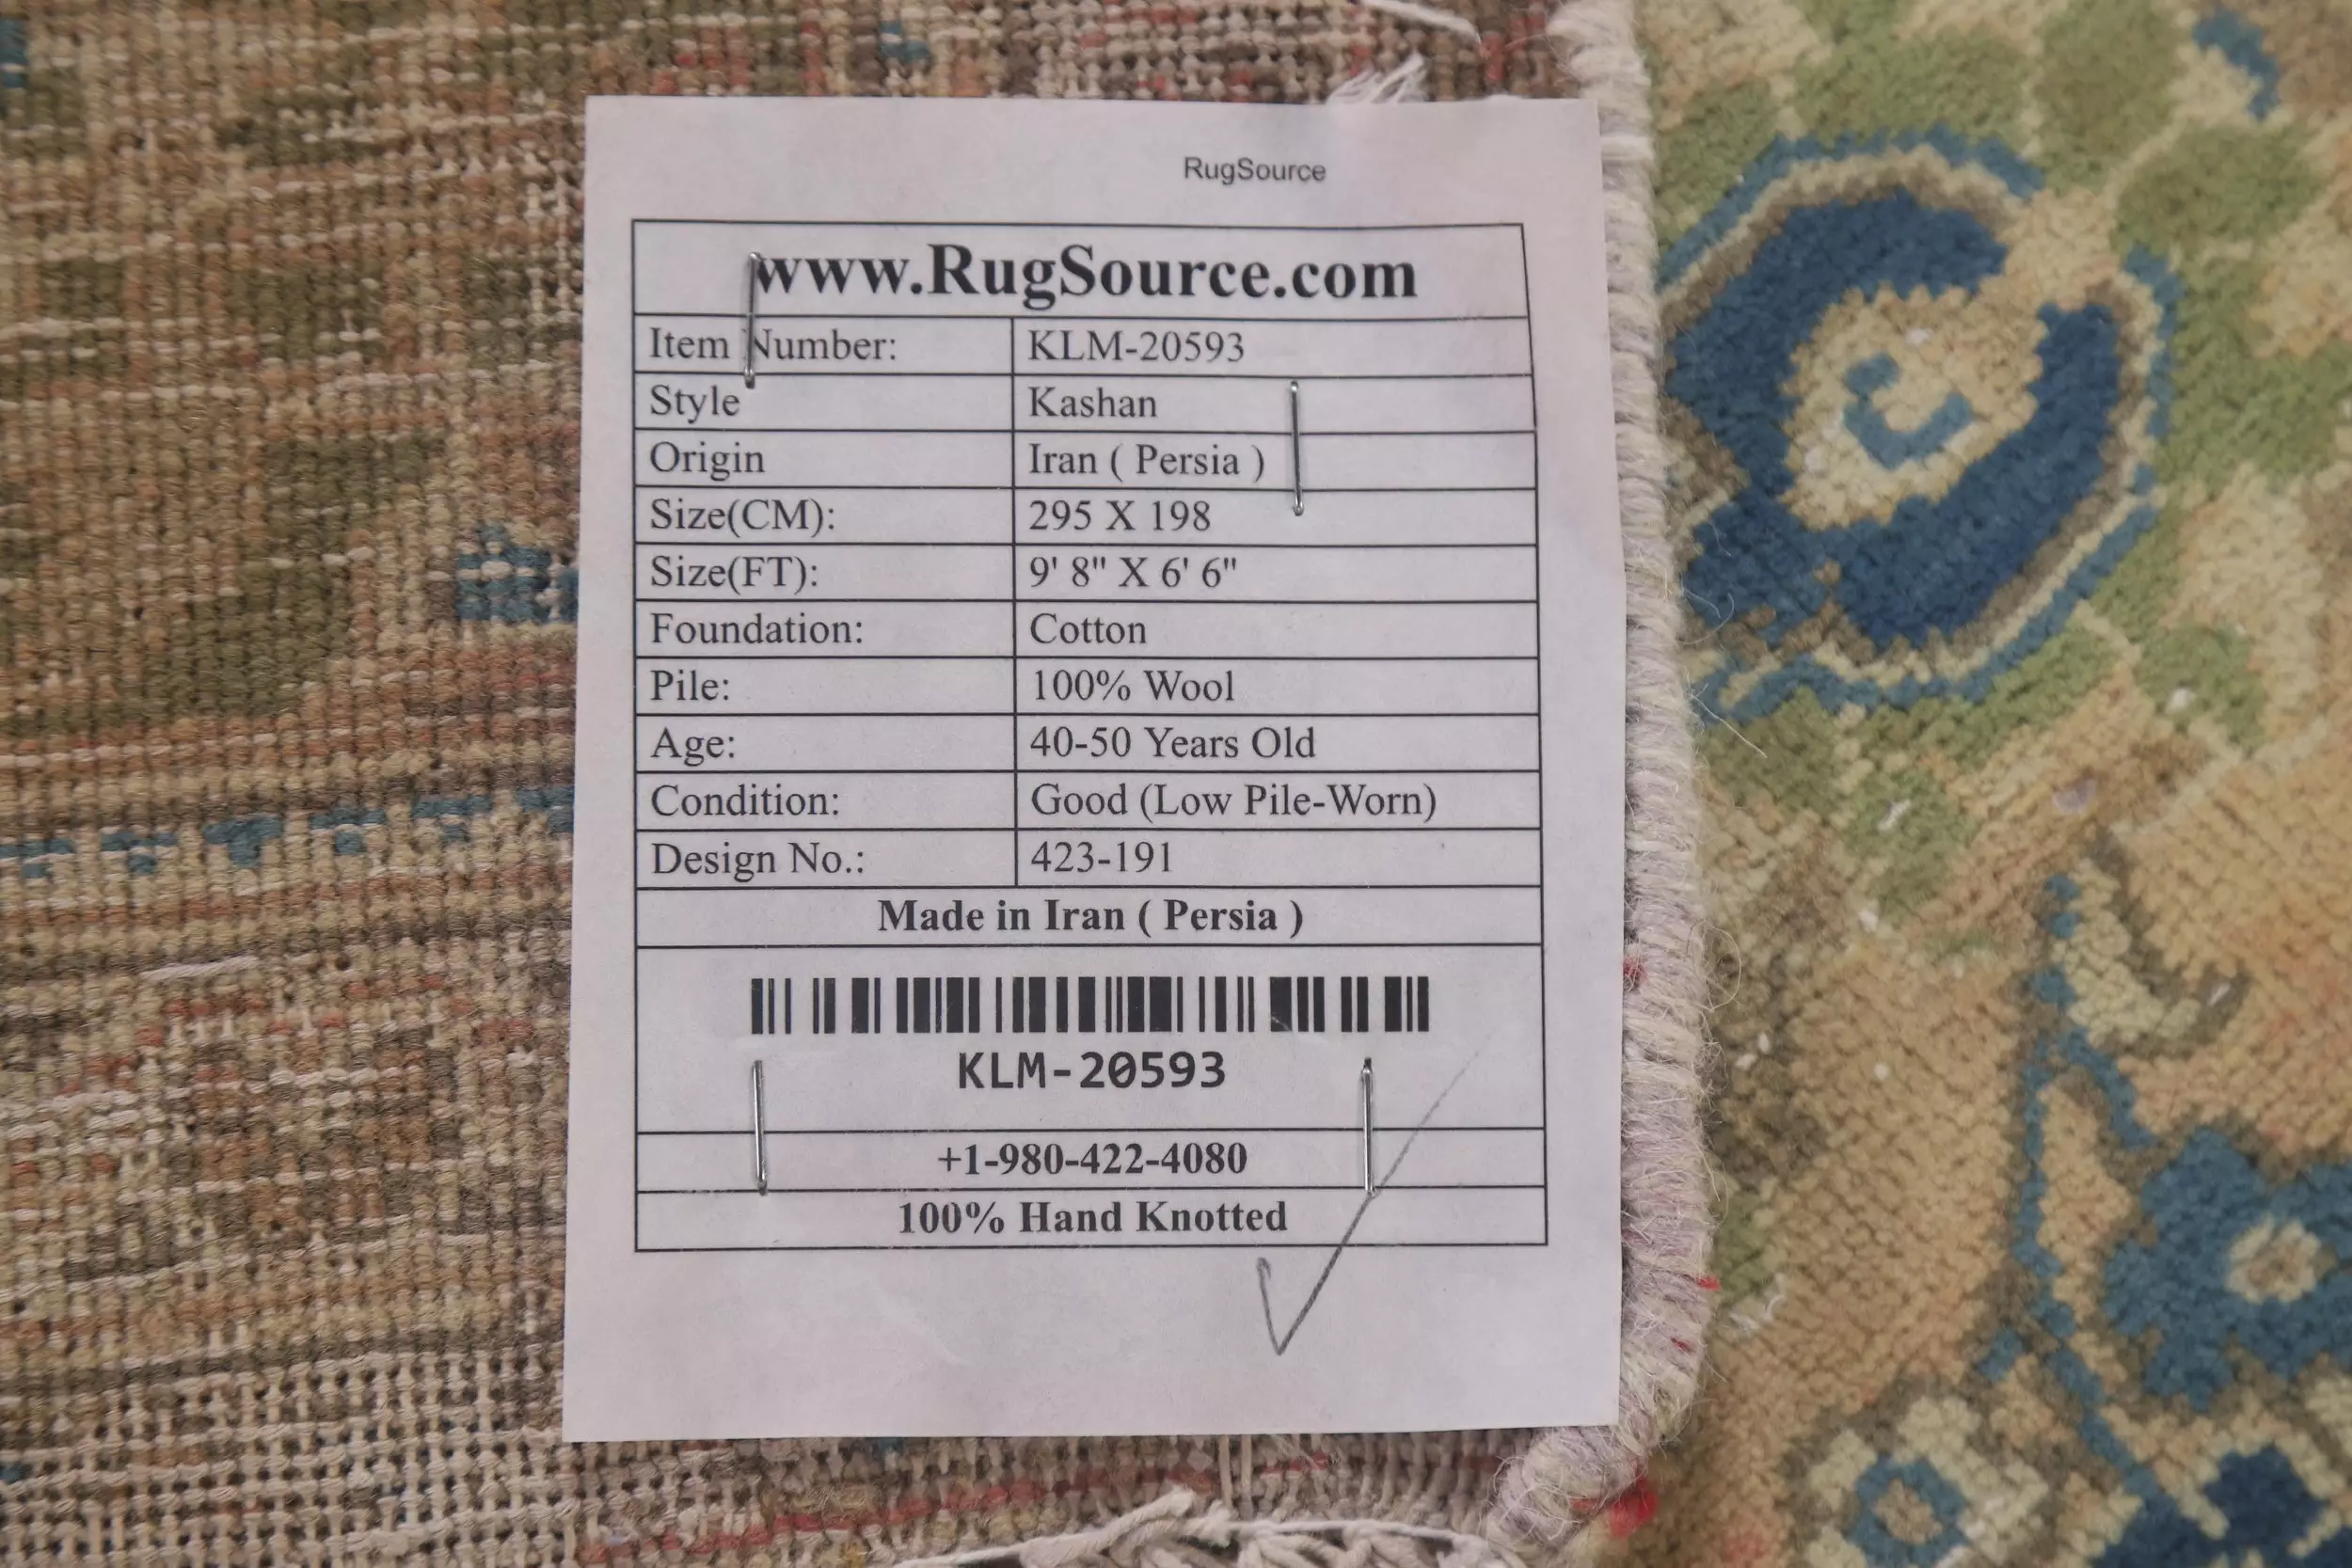 RugSource
www.RugSource.com
Item Number: KLM-20593
Style Kashan
Origin Iran ( Persia )
Size(CM): 295 X 198
Size(FT): 9' 8" X 6' 6"
Foundation: Cotton
Pile: 100% Wool
Age: 40-50 Years Old
Condition: Good (Low Pile-Worn)
Design No.: 423-191
Made in Iran ( Persia )
KLM-20593
+1-980-422-4080
100% Hand Knotted